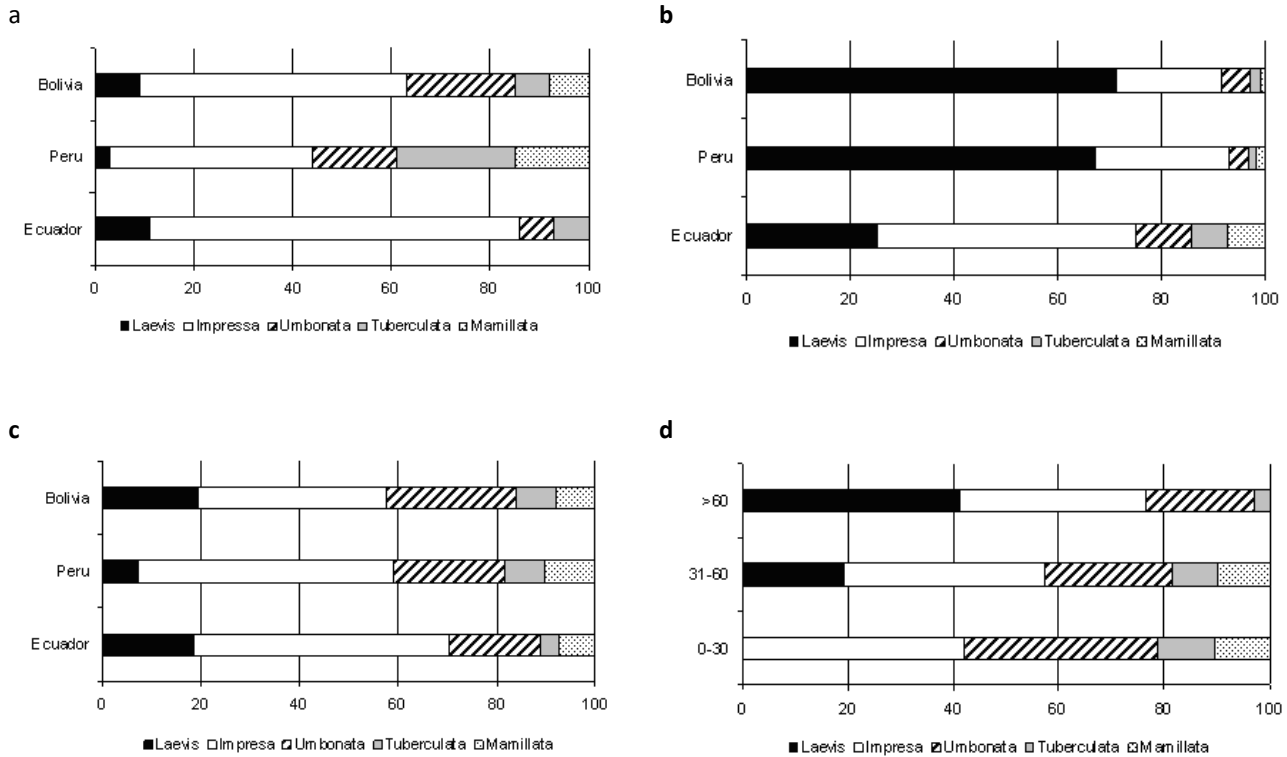 a
Bolivia
Peru
Ecuador
0 20 40 60 80 100
Laevis Impressa Umbonata Tuberculata Mamillata
b
Bolivia
Peru
Ecuador
0 20 40 60 80 100
Laevis Impresa Umbonata Tuberculata Mamillata
c
Bolivia
Peru
Ecuador
0 20 40 60 80 100
Laevis Impresa Umbonata Tuberculata Mamillata
d
>60
31-60
0-30
0 20 40 60 80 100
Laevis Impresa Umbonata Tuberculata Mamillata